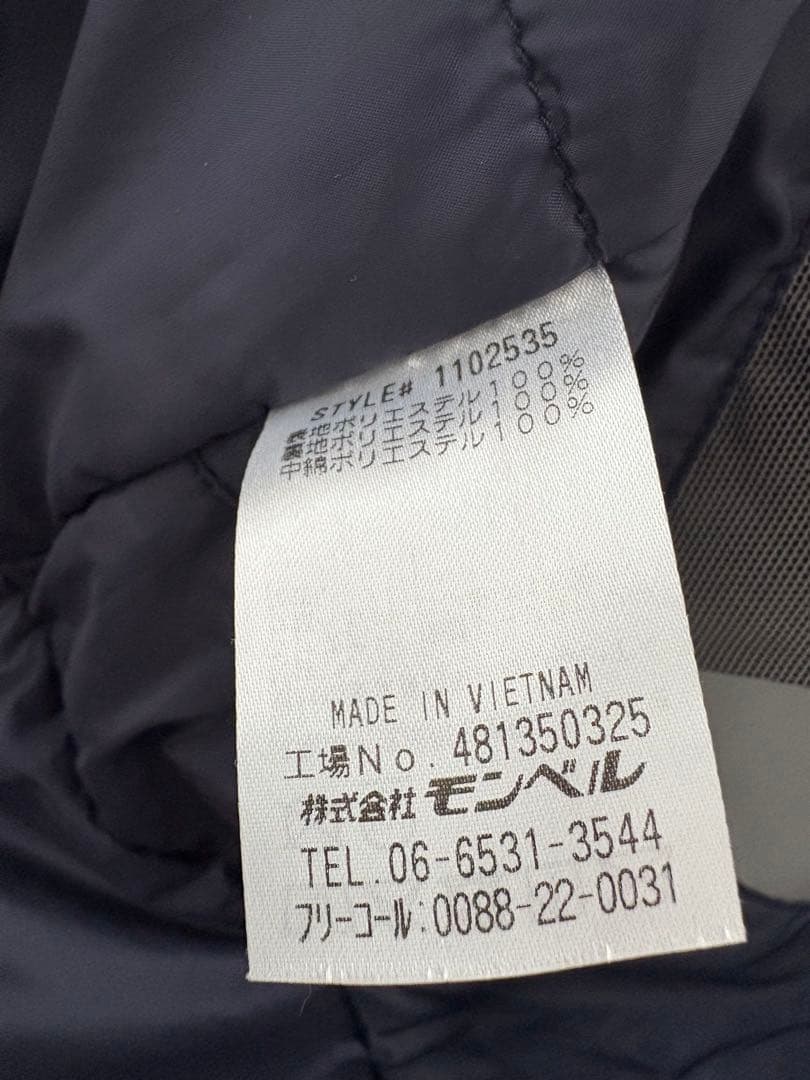 STYLE# 1102535
表地ポリエステル100%
裏地ポリエステル100%
中綿ポリエステル100%
MADE IN VIETNAM
工場No. 481350325
株式会社モンベル
TEL.06-6531-3544
フリーコール:0088-22-0031